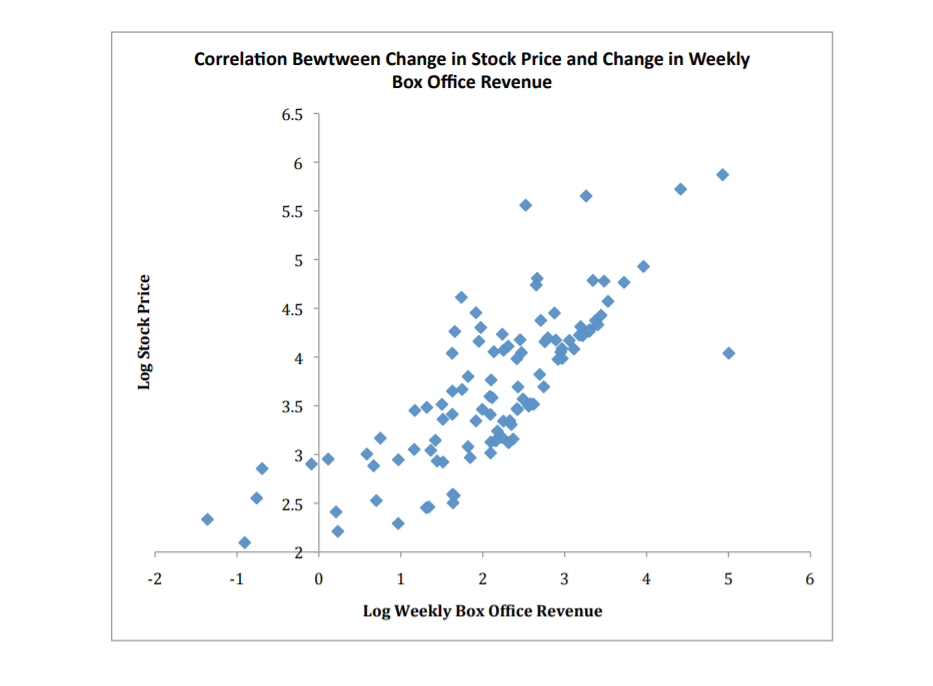 Correlation Bewtween Change in Stock Price and Change in Weekly
Box Office Revenue
6.5
6
5.5
5
4.5
4
3.5
3
2.5
2
Log Stock Price
-2 -1 0 1 2 3 4 5 6
Log Weekly Box Office Revenue